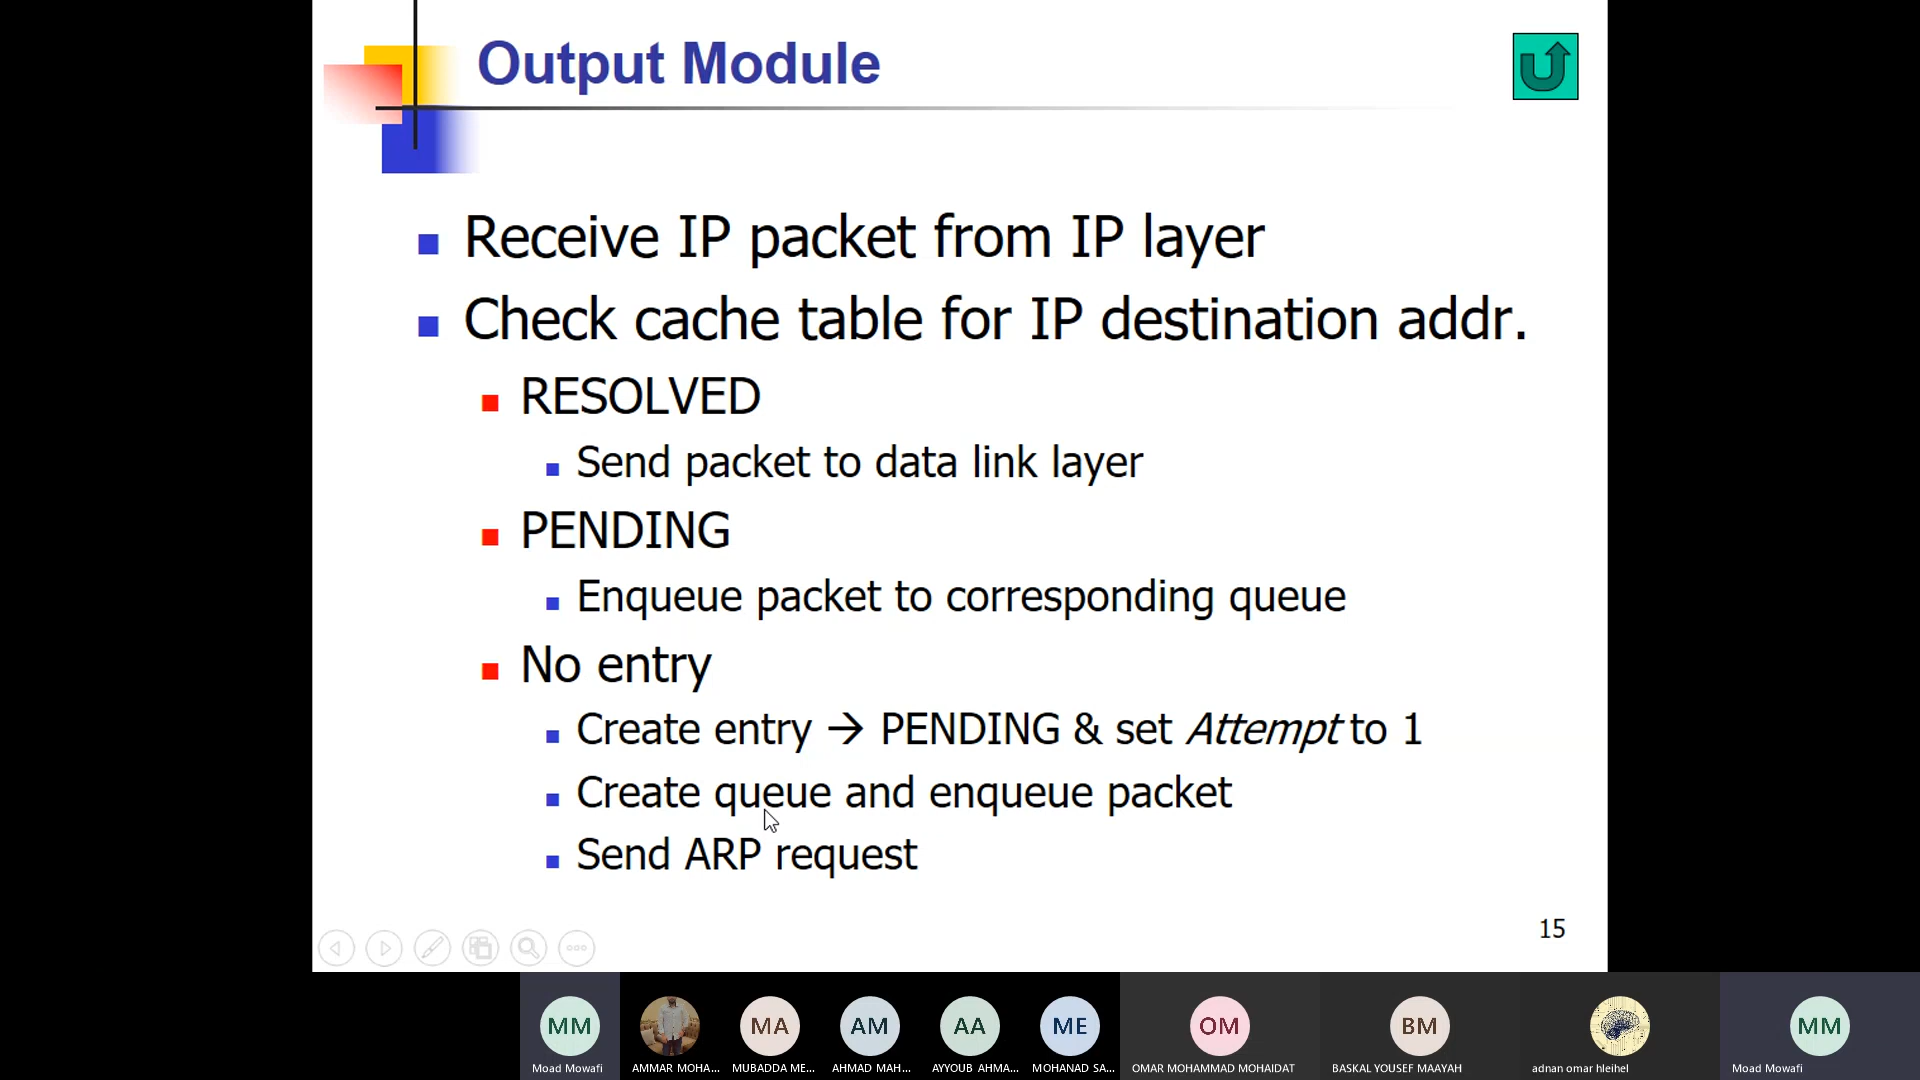 Output Module
Receive IP packet from IP layer
Check cache table for IP destination addr.
RESOLVED
Send packet to data link layer
PENDING
Enqueue packet to corresponding queue
No entry
Create entry → PENDING & set Attempt to 1
Create queue and enqueue packet
Send ARP request
15
MM
MA
AM
AA
ME
OM
BM
MM
Moad Mowafi
AMMAR MOHA...
MUBADDA ME...
AHMAD MAH...
AYYOUB AHMA...
MOHANAD SA...
OMAR MOHAMMAD MOHAIDAT
BASKAL YOUSEF MAAYAH
adnan omar hleihel
Moad Mowafi